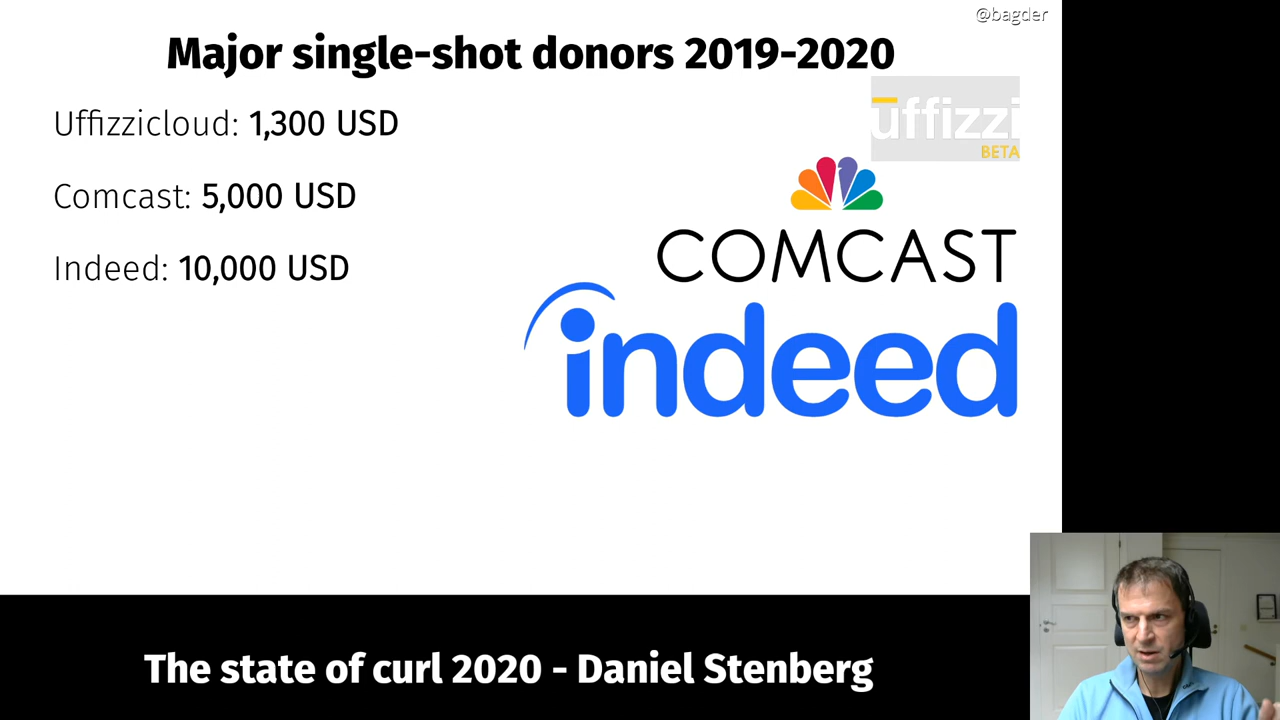 @bagder
Major single-shot donors 2019-2020
Uffizzicloud: 1,300 USD
uffizzi
BETA
Comcast: 5,000 USD
COMCAST
Indeed: 10,000 USD
indeed
The state of curl 2020 - Daniel Stenberg